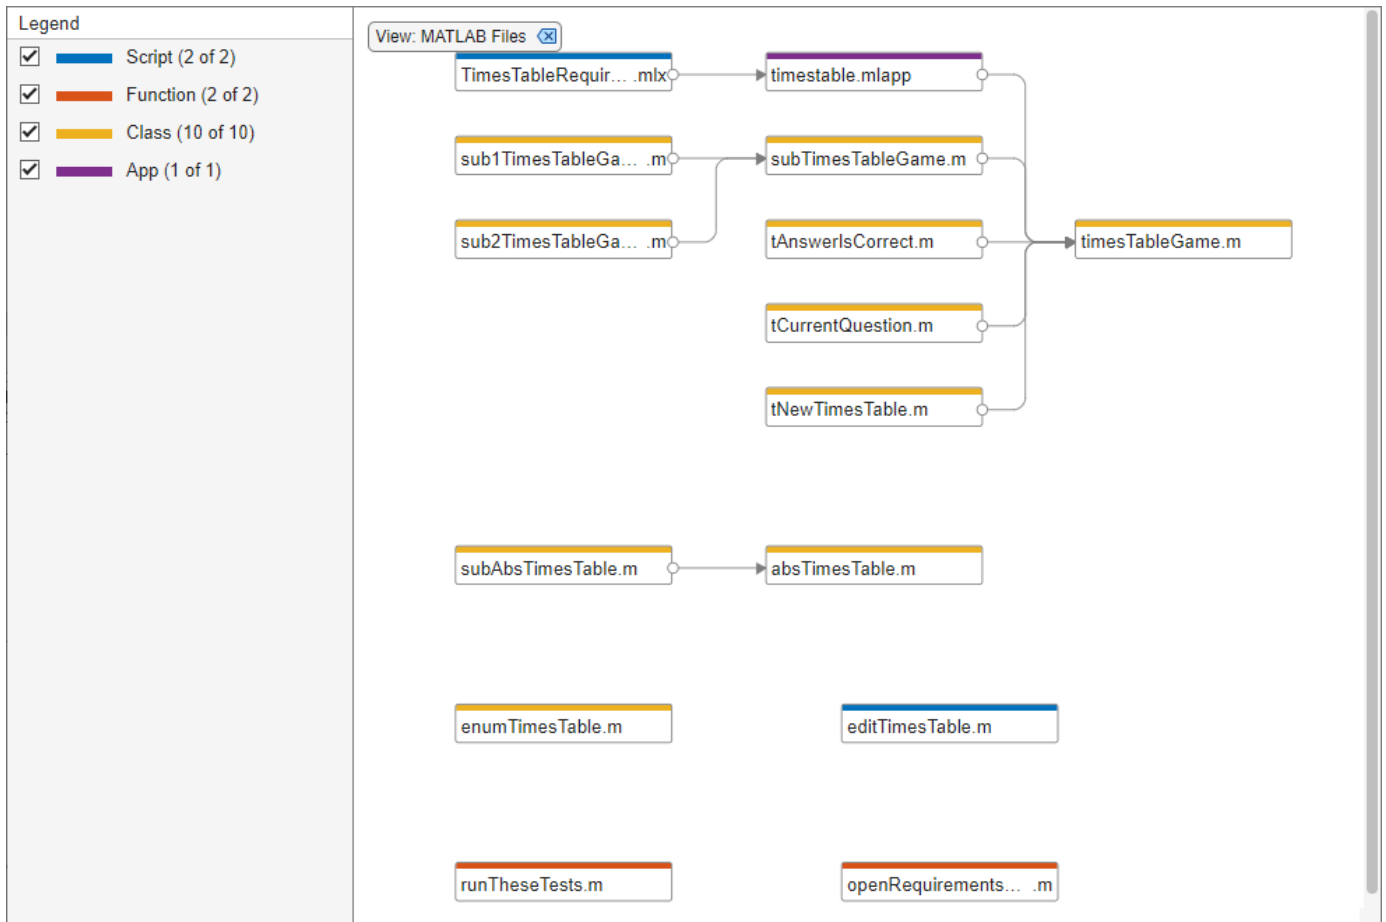 Legend
Script (2 of 2)
Function (2 of 2)
Class (10 of 10)
App (1 of 1)
View: MATLAB Files
TimesTableRequir... .mlx
timestable.mlapp
sub1TimesTableGa... .m
subTimesTableGame.m
sub2TimesTableGa... .m
tAnswerIsCorrect.m
timesTableGame.m
tCurrentQuestion.m
tNewTimesTable.m
subAbsTimesTable.m
absTimesTable.m
enumTimesTable.m
editTimesTable.m
runTheseTests.m
openRequirements... .m